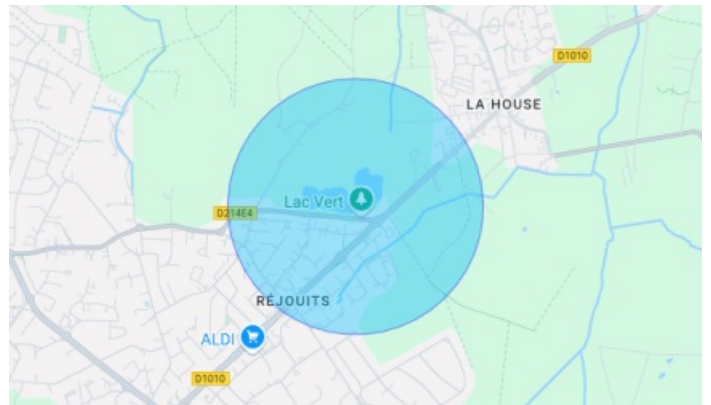 D1010
LA HOUSE
Lac Vert
D214E4
RÉJOUITS
ALDI
D1010